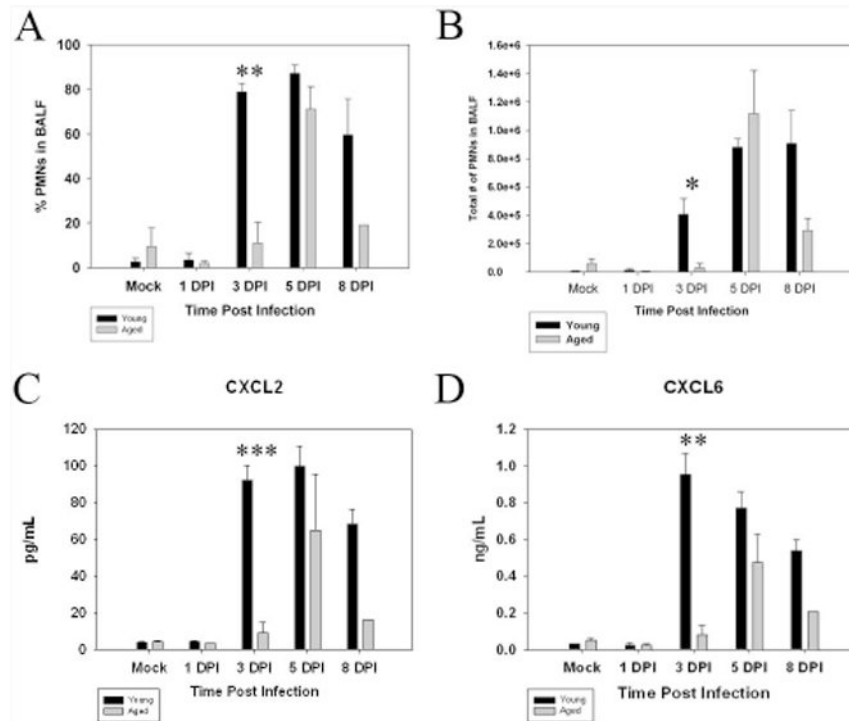 A
100
80
60
40
20
0
% PMNs in BALF
**
Mock 1 DPI 3 DPI 5 DPI 8 DPI
Time Post Infection
Young
Aged
B
1.6e+6
1.4e+6
1.2e+6
1.0e+6
8.0e+5
6.0e+5
4.0e+5
2.0e+5
0.0
Total # of PMNs in BALF
*
Mock 1 DPI 3 DPI 5 DPI 8 DPI
Time Post Infection
Young
Aged
C
CXCL2
120
100
80
60
40
20
0
pg/mL
***
Mock 1 DPI 3 DPI 5 DPI 8 DPI
Time Post Infection
Young
Aged
D
CXCL6
1.2
1.0
0.8
0.6
0.4
0.2
0.0
ng/mL
**
Mock 1 DPI 3 DPI 5 DPI 8 DPI
Time Post Infection
Young
Aged